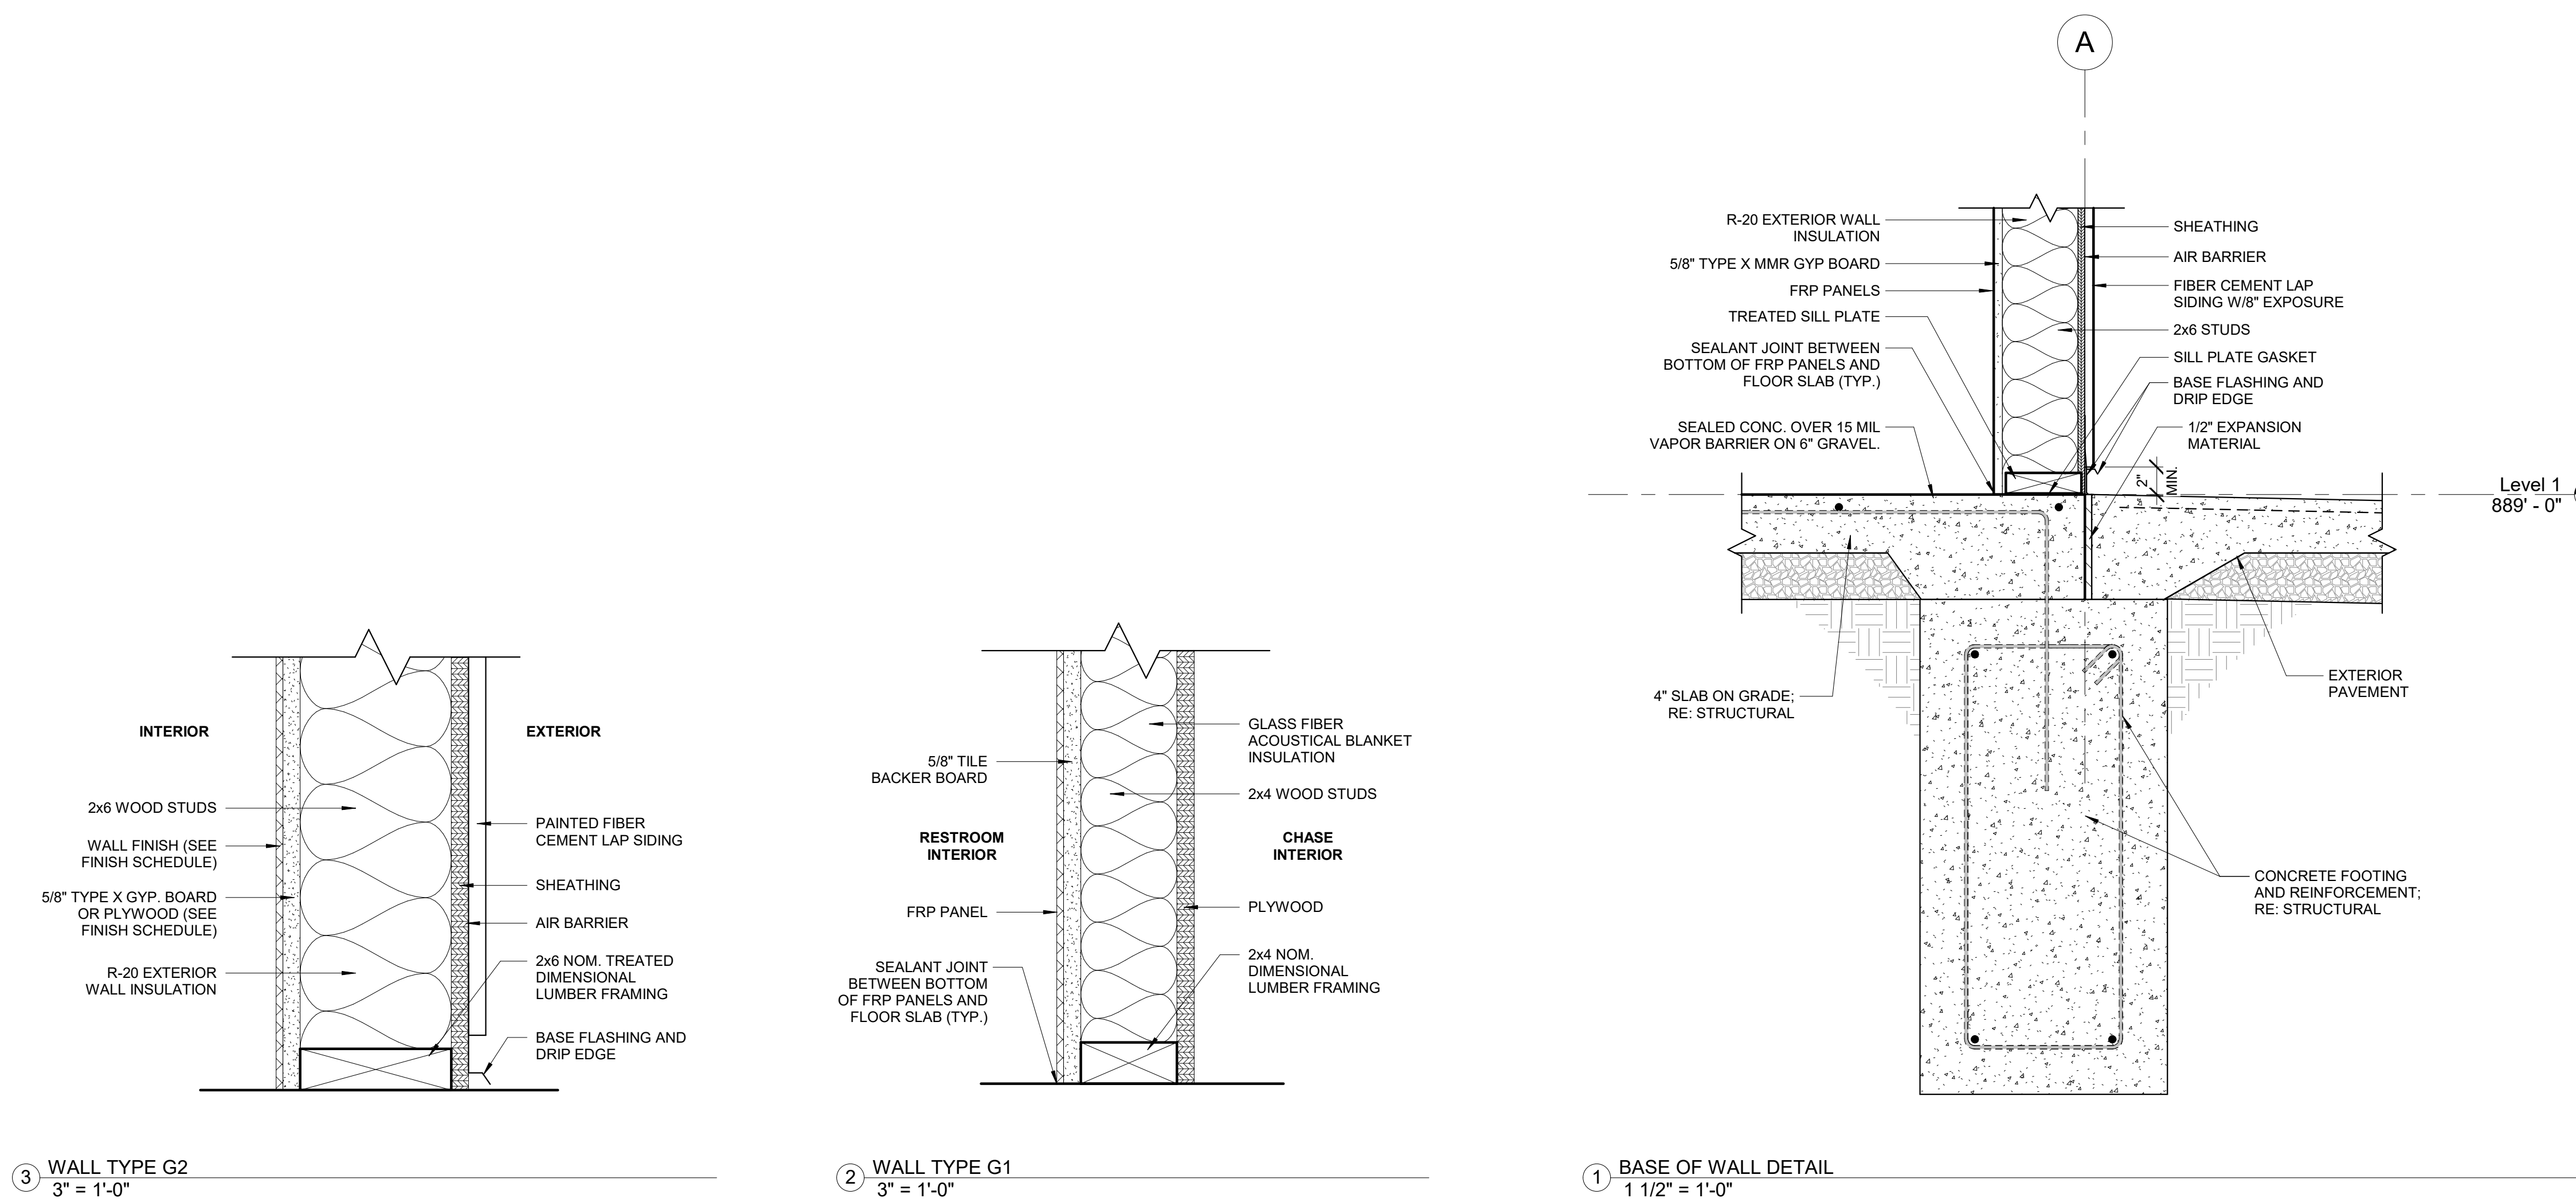 INTERIOR
EXTERIOR
2x6 WOOD STUDS
WALL FINISH (SEE
FINISH SCHEDULE)
5/8" TYPE X GYP. BOARD
OR PLYWOOD (SEE
FINISH SCHEDULE)
R-20 EXTERIOR
WALL INSULATION
PAINTED FIBER
CEMENT LAP SIDING
SHEATHING
AIR BARRIER
2x6 NOM. TREATED
DIMENSIONAL
LUMBER FRAMING
BASE FLASHING AND
DRIP EDGE
3
WALL TYPE G2
3" = 1'-0"
5/8" TILE
BACKER BOARD
RESTROOM
INTERIOR
FRP PANEL
SEALANT JOINT
BETWEEN BOTTOM
OF FRP PANELS AND
FLOOR SLAB (TYP.)
GLASS FIBER
ACOUSTICAL BLANKET
INSULATION
2x4 WOOD STUDS
CHASE
INTERIOR
PLYWOOD
2x4 NOM.
DIMENSIONAL
LUMBER FRAMING
2
WALL TYPE G1
3" = 1'-0"
A
R-20 EXTERIOR WALL
INSULATION
5/8" TYPE X MMR GYP BOARD
FRP PANELS
TREATED SILL PLATE
SEALANT JOINT BETWEEN
BOTTOM OF FRP PANELS AND
FLOOR SLAB (TYP.)
SEALED CONC. OVER 15 MIL
VAPOR BARRIER ON 6" GRAVEL.
4" SLAB ON GRADE;
RE: STRUCTURAL
SHEATHING
AIR BARRIER
FIBER CEMENT LAP
SIDING W/8" EXPOSURE
2x6 STUDS
SILL PLATE GASKET
BASE FLASHING AND
DRIP EDGE
1/2" EXPANSION
MATERIAL
2"
MIN.
Level 1
889' - 0"
EXTERIOR
PAVEMENT
CONCRETE FOOTING
AND REINFORCEMENT;
RE: STRUCTURAL
1
BASE OF WALL DETAIL
1 1/2" = 1'-0"